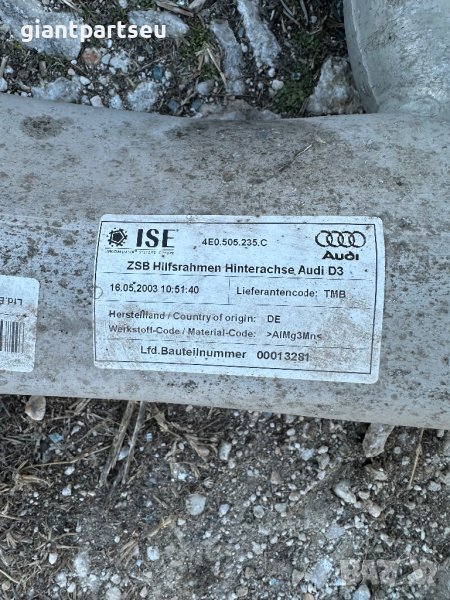 giantpartseu
ISE
4E0.505.235.C
Audi
ZSB Hilfsrahmen Hinterachse Audi D3
16.05.2003 10:51:40
Lieferantencode: TMB
Herstellland / Country of origin: DE
Werkstoff-Code / Material-Code: >AlMg3Mn<
Lfd.Bauteilnummer 00013281